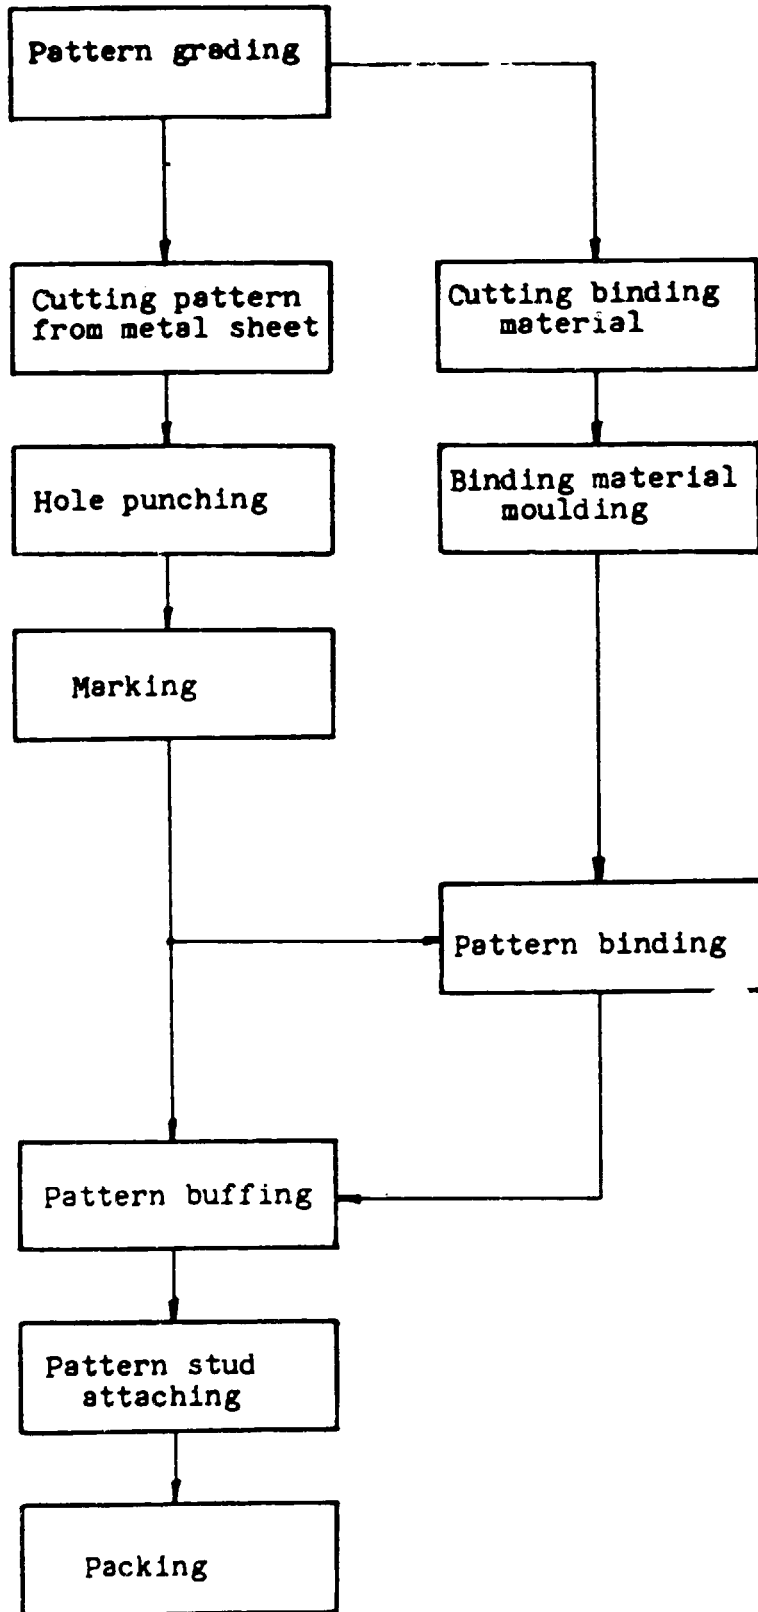 Pattern grading
Cutting pattern
from metal sheet
Cutting binding
material
Hole punching
Binding material
moulding
Marking
Pattern binding
Pattern buffing
Pattern stud
attaching
Packing